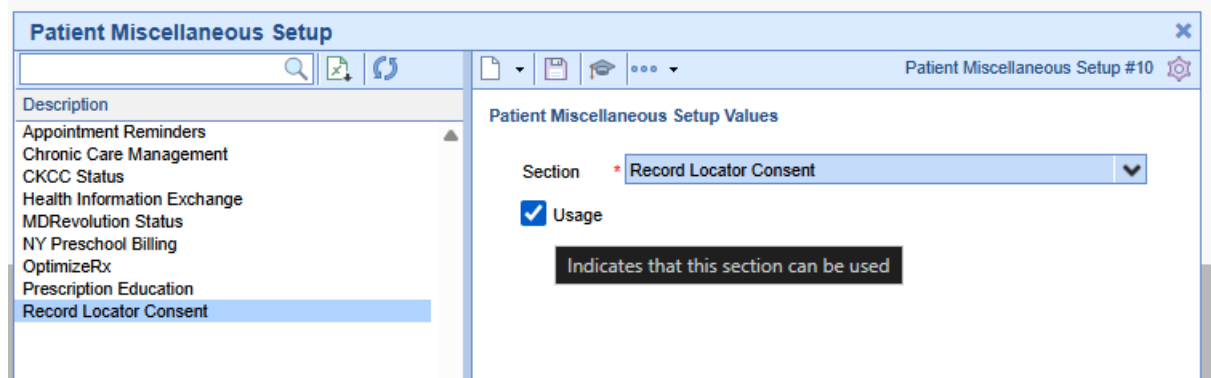 Patient Miscellaneous Setup
Patient Miscellaneous Setup #10
Description
Appointment Reminders
Chronic Care Management
CKCC Status
Health Information Exchange
MDRevolution Status
NY Preschool Billing
OptimizeRx
Prescription Education
Record Locator Consent
Patient Miscellaneous Setup Values
Section * Record Locator Consent
Usage
Indicates that this section can be used